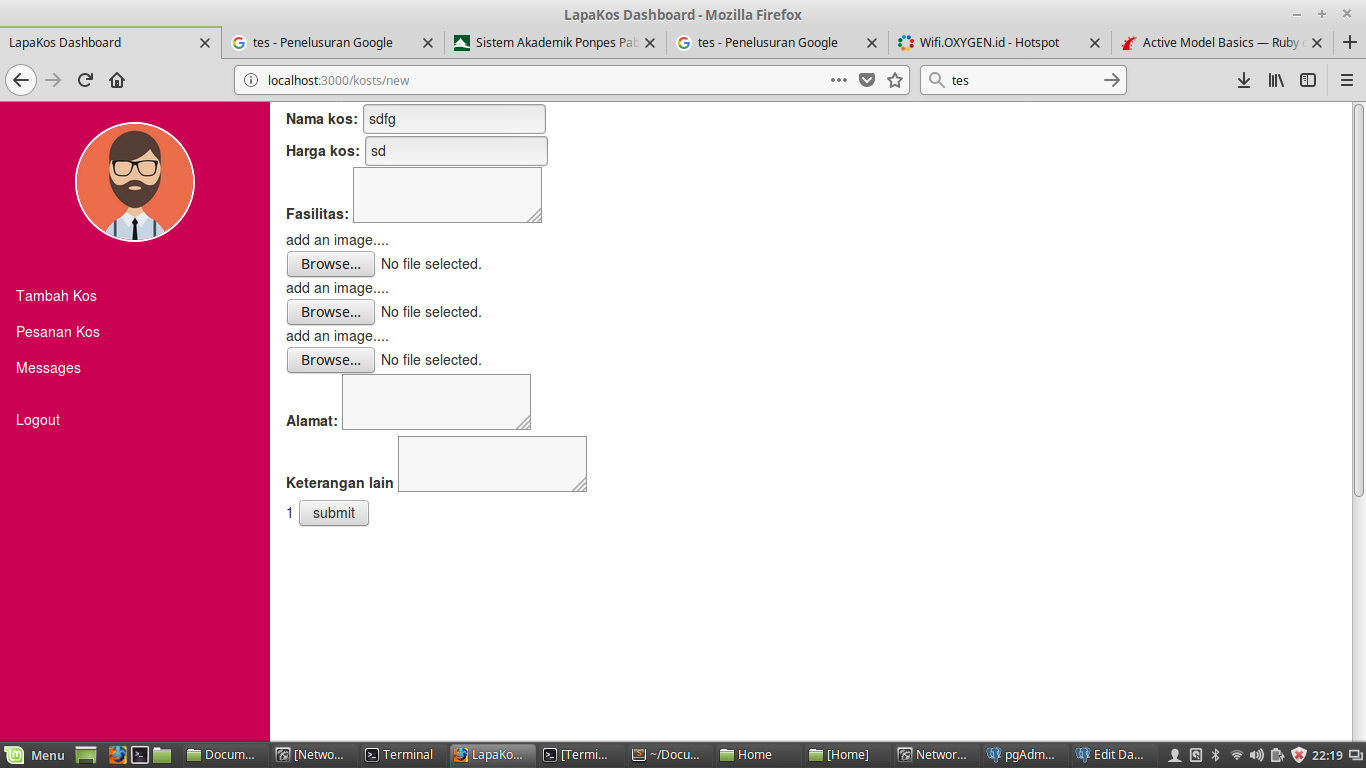 LapaKos Dashboard - Mozilla Firefox
LapaKos Dashboard
tes - Penelusuran Google
Sistem Akademik Ponpes Pab
tes - Penelusuran Google
Wifi.OXYGEN.id - Hotspot
Active Model Basics — Ruby
localhost:3000/kosts/new
tes
Nama kos: sdfg
Harga kos: sd
Fasilitas:
add an image....
Browse... No file selected.
add an image....
Browse... No file selected.
add an image....
Browse... No file selected.
Alamat:
Keterangan lain
1 submit
Tambah Kos
Pesanan Kos
Messages
Logout
Menu
Docum...
[Netwo...
Terminal
LapaKo...
[Termi...
~/Docu...
Home
[Home]
Networ...
pgAdm...
Edit Da...
22:19